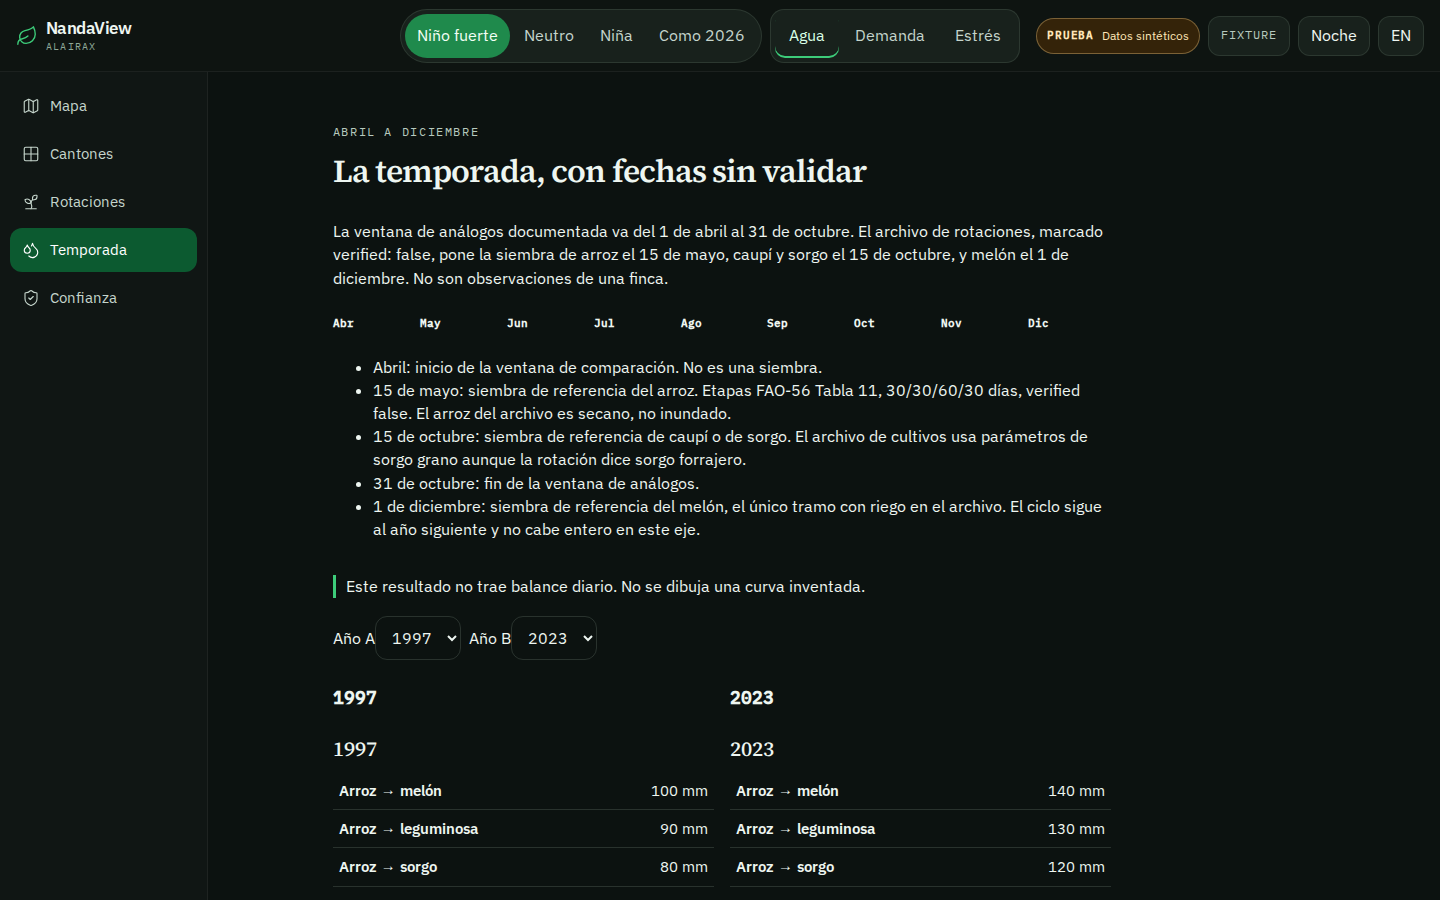 NandaView
ALAIRAX
Niño fuerte
Neutro
Niña
Como 2026
Agua
Demanda
Estrés
PRUEBA Datos sintéticos
FIXTURE
Noche
EN
Mapa
Cantones
Rotaciones
Temporada
Confianza
ABRIL A DICIEMBRE
La temporada, con fechas sin validar
La ventana de análogos documentada va del 1 de abril al 31 de octubre. El archivo de rotaciones, marcado
verified: false, pone la siembra de arroz el 15 de mayo, caupí y sorgo el 15 de octubre, y melón el 1 de
diciembre. No son observaciones de una finca.
Abr May Jun Jul Ago Sep Oct Nov Dic
Abril: inicio de la ventana de comparación. No es una siembra.
15 de mayo: siembra de referencia del arroz. Etapas FAO-56 Tabla 11, 30/30/60/30 días, verified
false. El arroz del archivo es secano, no inundado.
15 de octubre: siembra de referencia de caupí o de sorgo. El archivo de cultivos usa parámetros de
sorgo grano aunque la rotación dice sorgo forrajero.
31 de octubre: fin de la ventana de análogos.
1 de diciembre: siembra de referencia del melón, el único tramo con riego en el archivo. El ciclo sigue
al año siguiente y no cabe entero en este eje.
Este resultado no trae balance diario. No se dibuja una curva inventada.
Año A 1997 Año B 2023
1997
1997
Arroz → melón 100 mm
Arroz → leguminosa 90 mm
Arroz → sorgo 80 mm
2023
2023
Arroz → melón 140 mm
Arroz → leguminosa 130 mm
Arroz → sorgo 120 mm